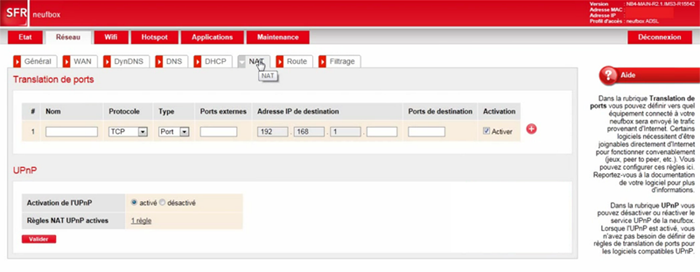 SFR neufbox
Version : NB4-MAIN-R2.1.IMS3-R15542
Adresse MAC :
Adresse IP :
Profil d'accès : neufbox ADSL
Etat Réseau Wifi Hotspot Applications Maintenance Déconnexion
Général WAN DynDNS DNS DHCP NAT Route Filtrage
NAT
Translation de ports
# Nom Protocole Type Ports externes Adresse IP de destination Ports de destination Activation
1 TCP Port 192 . 168 . 1 . Activer
UPnP
Activation de l'UPnP activé désactivé
Règles NAT UPnP actives 1 règle
Valider
? Aide
Dans la rubrique Translation de
ports vous pouvez définir vers quel
équipement connecté à votre
neufbox sera envoyé le trafic
provenant d'Internet. Certains
logiciels nécessitent d'être
joignables directement d'Internet
pour fonctionner convenablement
(jeux, peer to peer, etc.). Vous
pouvez configurer ces règles ici.
Reportez-vous à la documentation
de votre logiciel pour plus
d'informations.
Dans la rubrique UPnP vous
pouvez désactiver ou réactiver le
service UPnP de la neufbox.
Lorsque l'UPnP est activé, vous
n'avez pas besoin de définir de
règles de translation de ports pour
les logiciels compatibles UPnP.